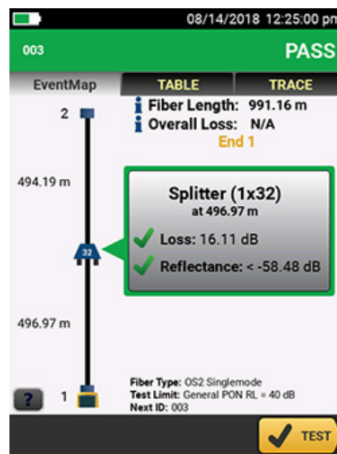 08/14/2018 12:25:00 pm
003
PASS
EventMap
TABLE
TRACE
Fiber Length: 991.16 m
Overall Loss: N/A
End 1
2
494.19 m
Splitter (1x32)
at 496.97 m
Loss: 16.11 dB
Reflectance: < -58.48 dB
32
496.97 m
1
?
Fiber Type: OS2 Singlemode
Test Limit: General PON RL = 40 dB
Next ID: 003
TEST